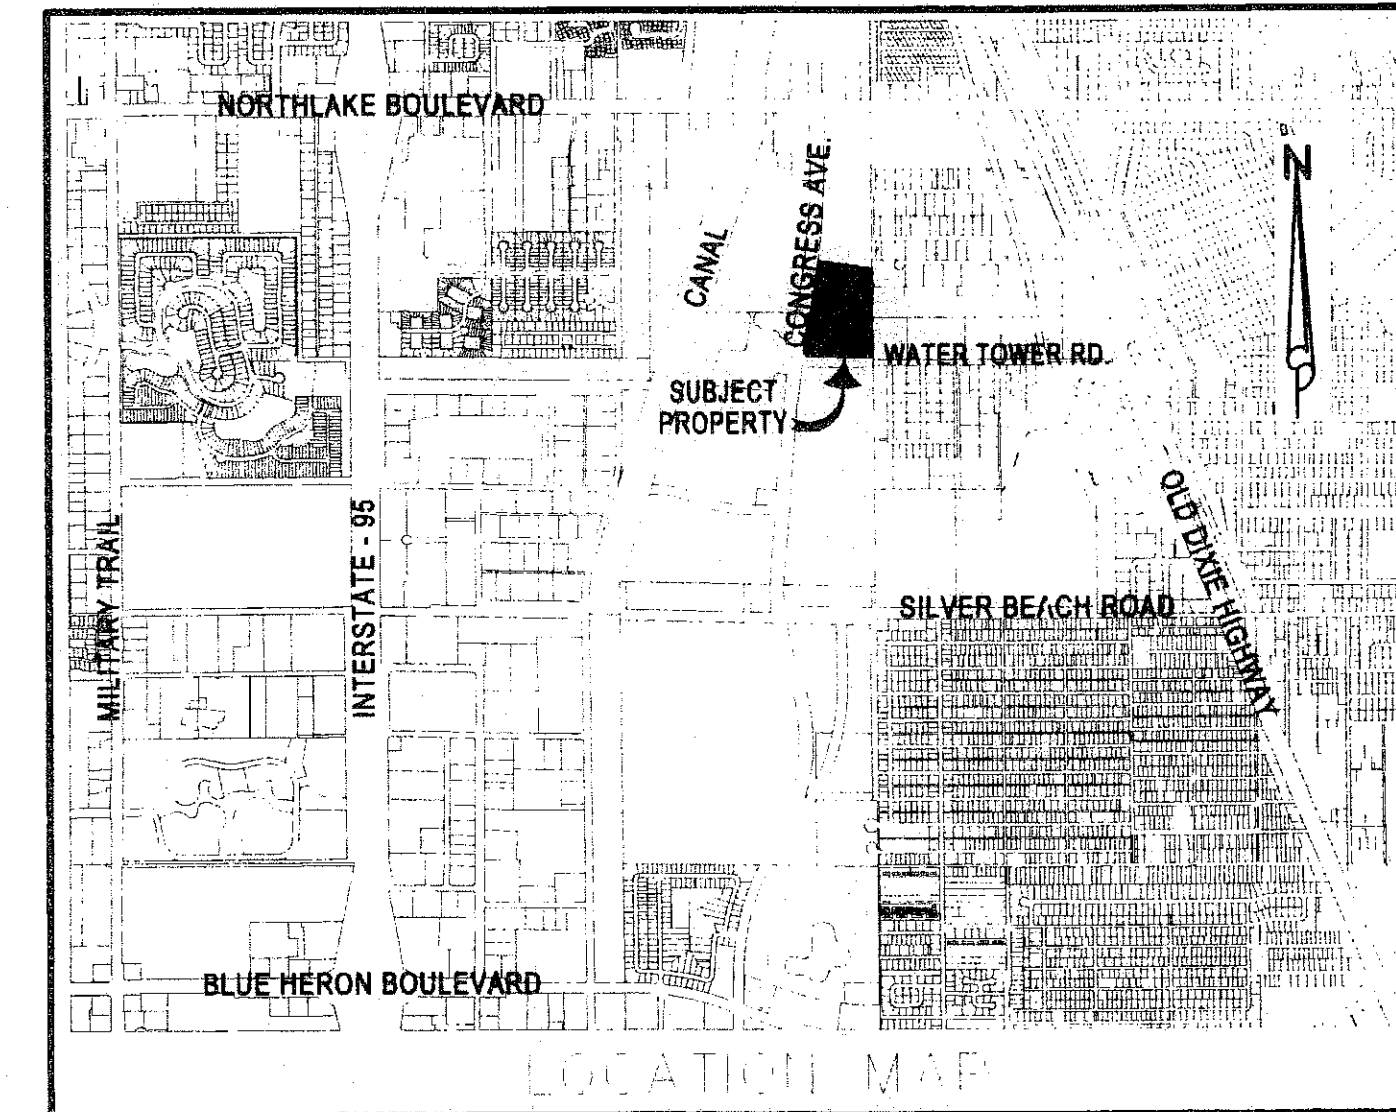 NORTHLAKE BOULEVARD
N
CONGRESS AVE.
CANAL
WATER TOWER RD.
SUBJECT
PROPERTY
OLD DIXIE HIGHWAY
MILITARY TRAIL
INTERSTATE - 95
SILVER BEACH ROAD
BLUE HERON BOULEVARD
LOCATION MAP